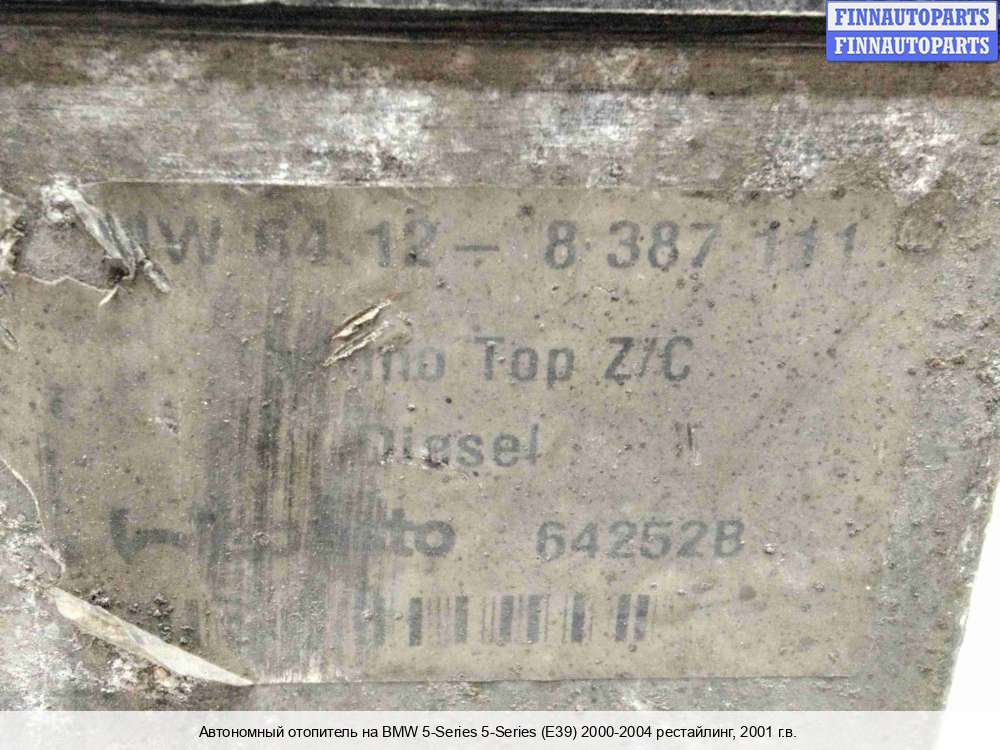 FINNAUTOPARTS
FINNAUTOPARTS
64 12 - 8 387 111
Top Z/C
Diesel
64252B
Автономный отопитель на BMW 5-Series 5-Series (E39) 2000-2004 рестайлинг, 2001 г.в.